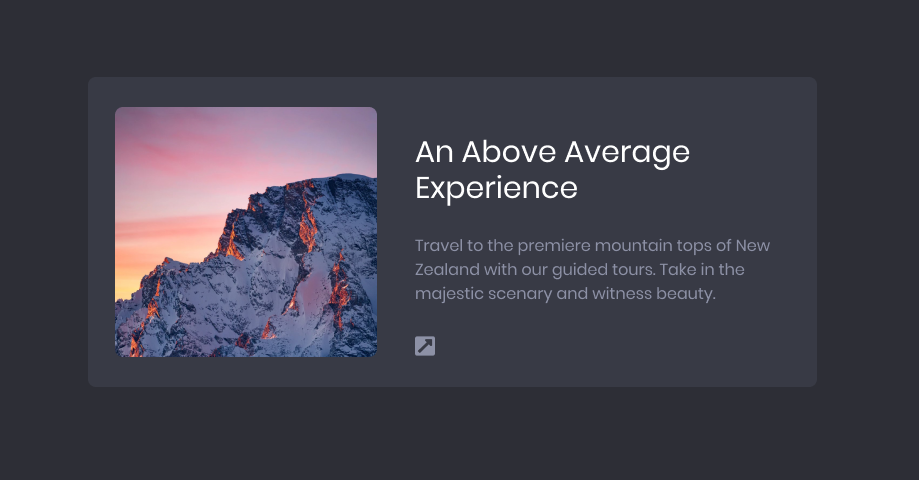 An Above Average
Experience
Travel to the premiere mountain tops of New
Zealand with our guided tours. Take in the
majestic scenary and witness beauty.